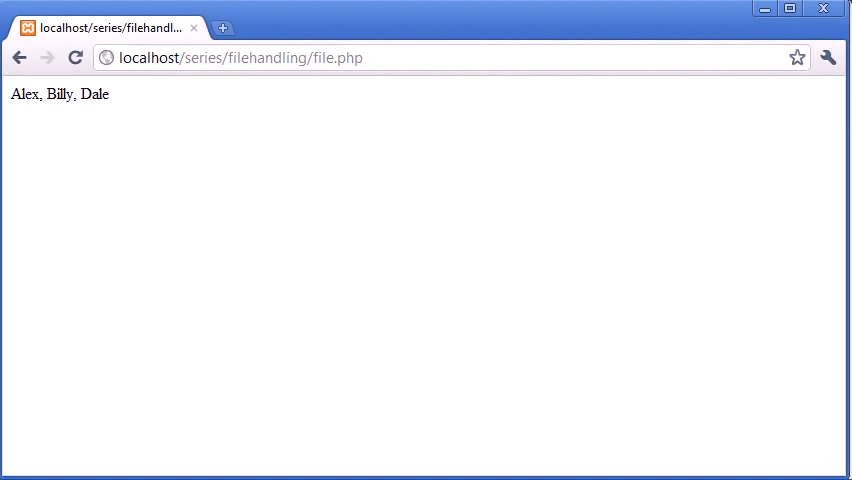 localhost/series/filehandl...
localhost/series/filehandling/file.php
Alex, Billy, Dale